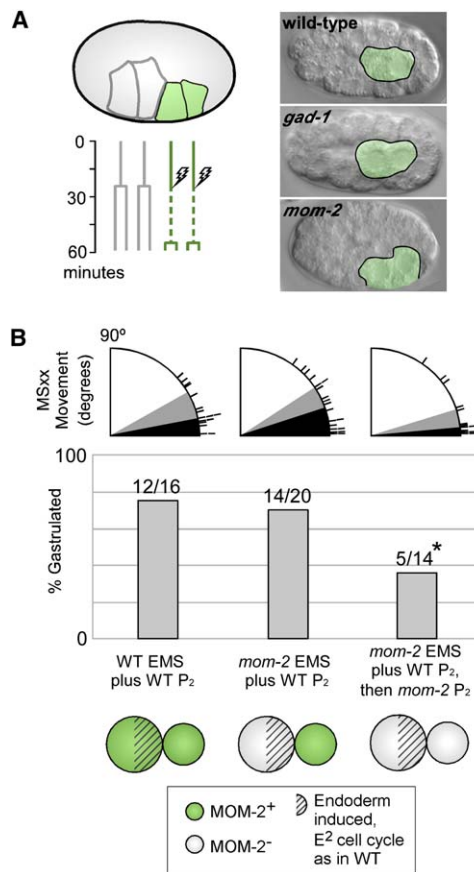 A
0
30
60
minutes
wild-type
gad-1
mom-2
B
MSxx
Movement
(degrees)
90º
100
% Gastrulated
0
12/16
14/20
5/14*
WT EMS
plus WT P₂
mom-2 EMS
plus WT P₂
mom-2 EMS
plus WT P₂,
then mom-2 P₂
MOM-2⁺
MOM-2⁻
Endoderm
induced,
E² cell cycle
as in WT